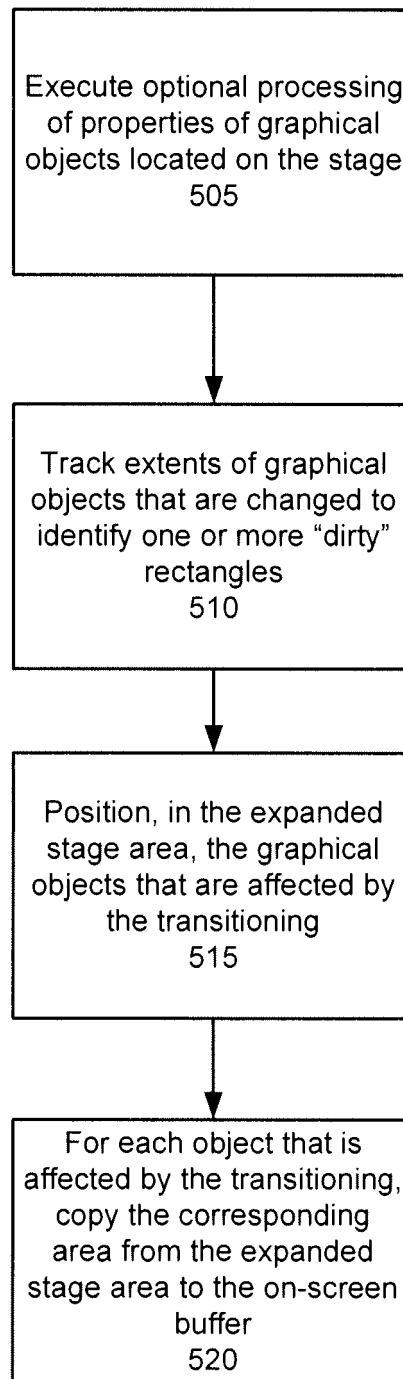 Execute optional processing
of properties of graphical
objects located on the stage
505
Track extents of graphical
objects that are changed to
identify one or more “dirty”
rectangles
510
Position, in the expanded
stage area, the graphical
objects that are affected by
the transitioning
515
For each object that is
affected by the transitioning,
copy the corresponding
area from the expanded
stage area to the on-screen
buffer
520